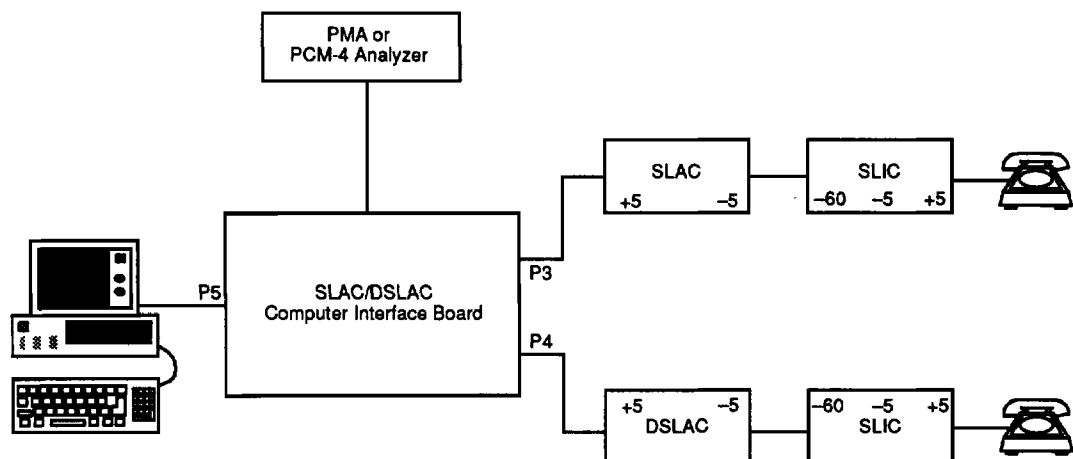 PMA or
PCM-4 Analyzer
SLAC
+5 −5
SLIC
−60 −5 +5
P5
SLAC/DSLAC
Computer Interface Board
P3
P4
+5 −5
DSLAC
−60 −5 +5
SLIC